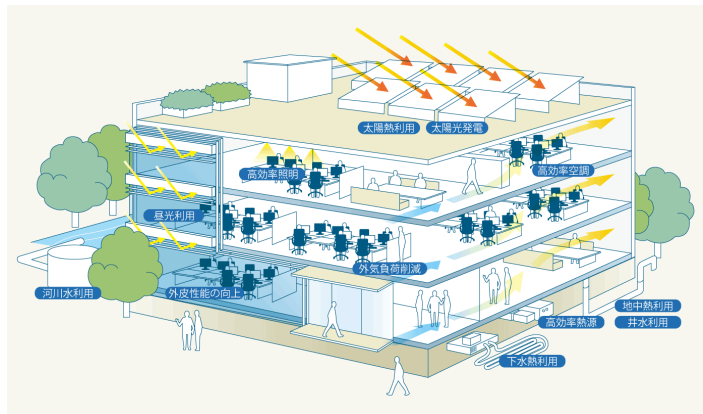 太陽熱利用
太陽光発電
高効率照明
高効率空調
昼光利用
外気負荷削減
河川水利用
外皮性能の向上
地中熱利用
高効率熱源
井水利用
下水熱利用